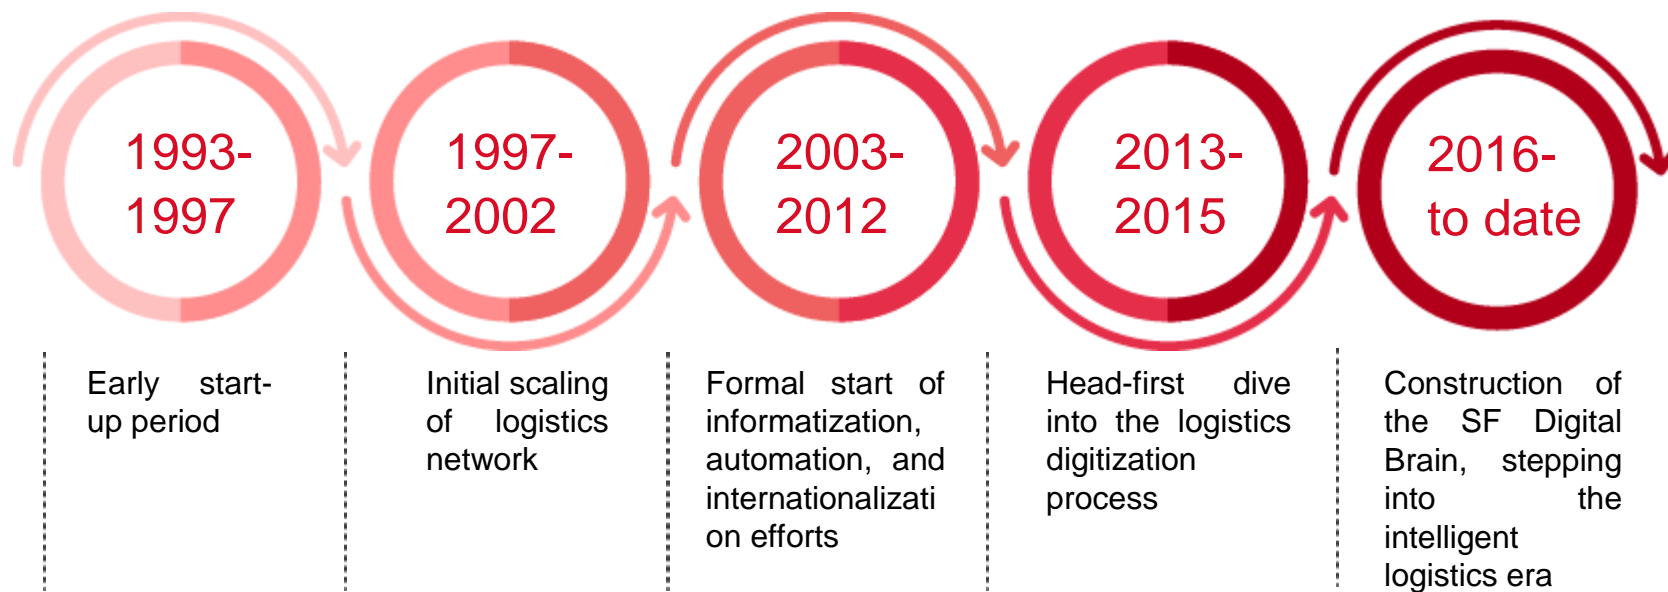 1993-
1997
1997-
2002
2003-
2012
2013-
2015
2016-
to date
Early start-
up period
Initial scaling
of logistics
network
Formal start of
informatization,
automation, and
internationalizati
on efforts
Head-first dive
into the logistics
digitization
process
Construction of
the SF Digital
Brain, stepping
into the
intelligent
logistics era